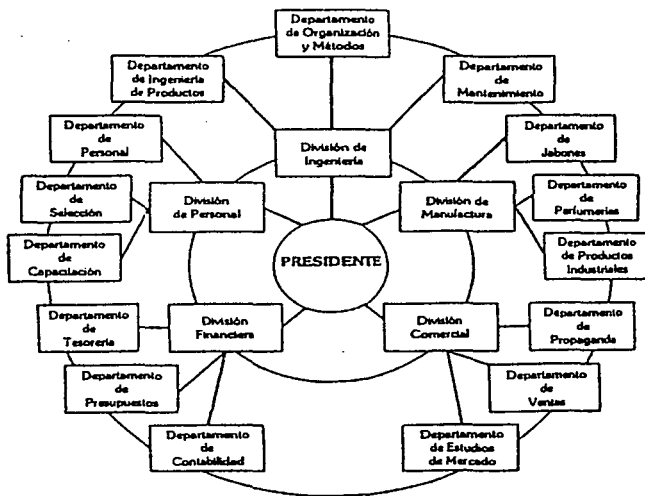 Departamento
de Organización
y Métodos
Departamento
de Ingeniería
de Productos
Departamento
de
Mantenimiento
Departamento
de
Personal
División de
Ingeniería
Departamento
de
Jabones
Departamento
de
Selección
División
de Personal
División de
Manufactura
Departamento
de
Perfumerías
Departamento
de
Capacitación
PRESIDENTE
Departamento
de Productos
Industriales
Departamento
de
Tesorería
División
Financiera
División
Comercial
Departamento
de
Propaganda
Departamento
de
Presupuestos
Departamento
de
Ventas
Departamento
de
Contabilidad
Departamento
de Estudios
de Mercado